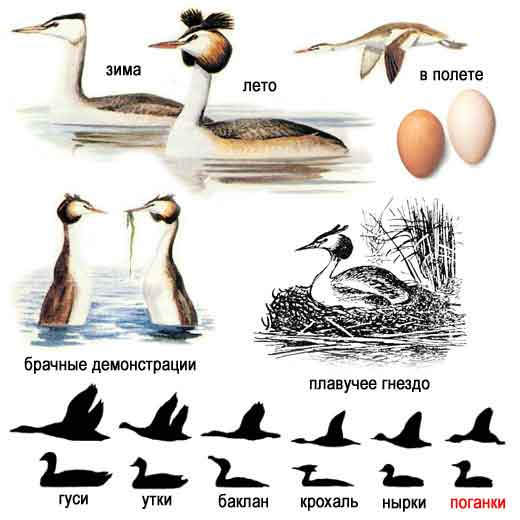 зима
лето
в полете
брачные демонстрации
плавучее гнездо
гуси
утки
баклан
крохаль
нырки
поганки